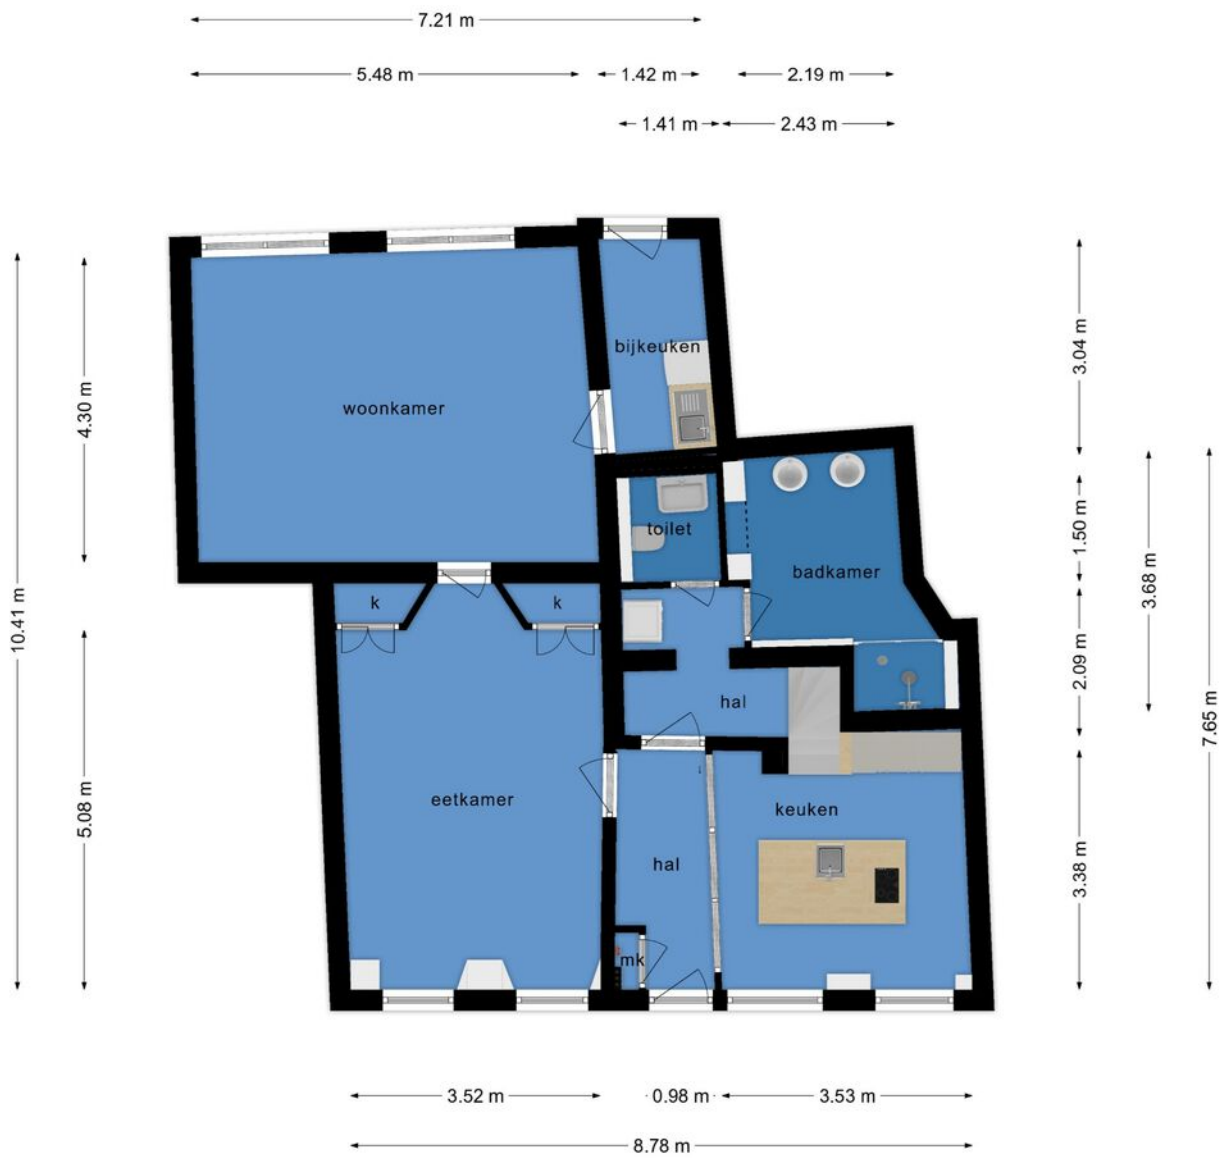 7.21 m
5.48 m
1.42 m
2.19 m
1.41 m
2.43 m
10.41 m
4.30 m
5.08 m
woonkamer
bijkeuken
toilet
badkamer
k
k
hal
eetkamer
keuken
hal
mk
3.04 m
1.50 m
2.09 m
3.38 m
3.68 m
7.65 m
3.52 m
0.98 m
3.53 m
8.78 m